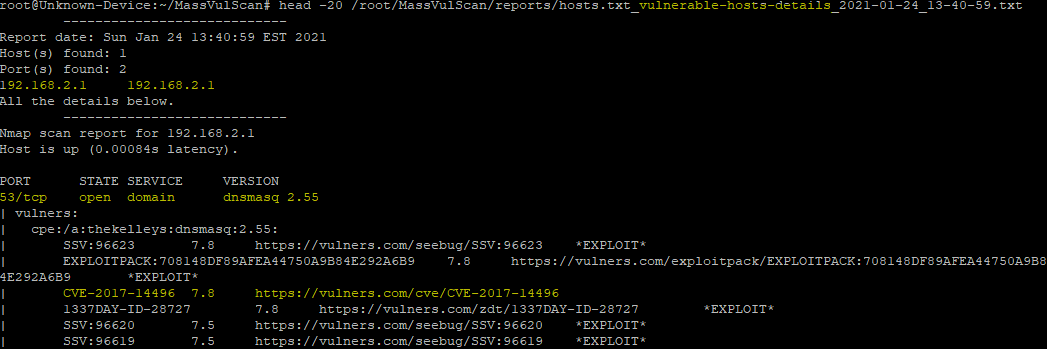 root@Unknown-Device:~/MassVulScan# head -20 /root/MassVulScan/reports/hosts.txt_vulnerable-hosts-details_2021-01-24_13-40-59.txt
----------------------------
Report date: Sun Jan 24 13:40:59 EST 2021
Host(s) found: 1
Port(s) found: 2
192.168.2.1     192.168.2.1
All the details below.
----------------------------
Nmap scan report for 192.168.2.1
Host is up (0.00084s latency).
PORT      STATE SERVICE     VERSION
53/tcp    open  domain      dnsmasq 2.55
| vulners:
|   cpe:/a:thekelleys:dnsmasq:2.55:
|       SSV:96623       7.8     https://vulners.com/seebug/SSV:96623    *EXPLOIT*
|       EXPLOITPACK:708148DF89AFEA44750A9B84E292A6B9    7.8     https://vulners.com/exploitpack/EXPLOITPACK:708148DF89AFEA44750A9B8
4E292A6B9       *EXPLOIT*
|       CVE-2017-14496  7.8     https://vulners.com/cve/CVE-2017-14496
|       1337DAY-ID-28727        7.8     https://vulners.com/zdt/1337DAY-ID-28727        *EXPLOIT*
|       SSV:96620       7.5     https://vulners.com/seebug/SSV:96620    *EXPLOIT*
|       SSV:96619       7.5     https://vulners.com/seebug/SSV:96619    *EXPLOIT*